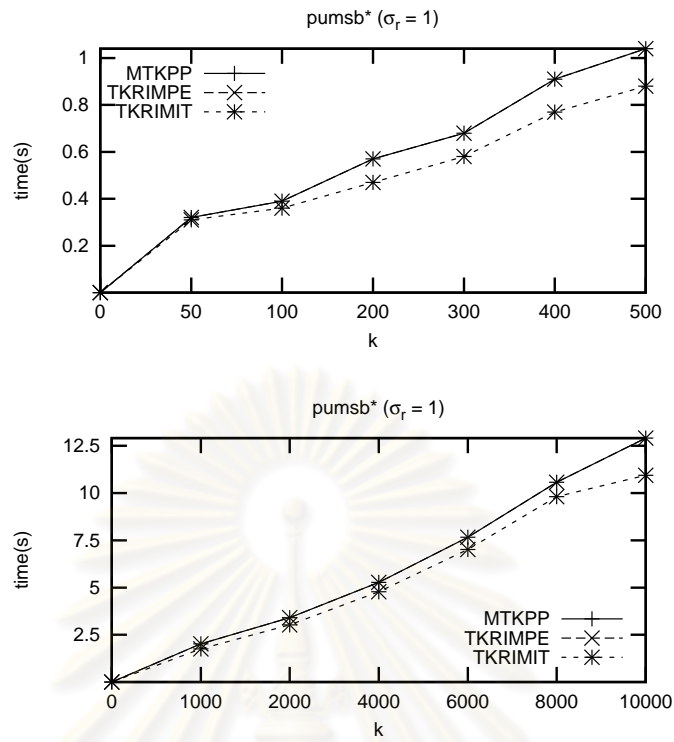 pumsb* (σr = 1)
1
0.8
0.6
0.4
0.2
time(s)
MTKPP
TKRIMPE
TKRIMIT
0 50 100 200 300 400 500
k
pumsb* (σr = 1)
12.5
10
7.5
5
2.5
time(s)
MTKPP
TKRIMPE
TKRIMIT
0 1000 2000 4000 6000 8000 10000
k